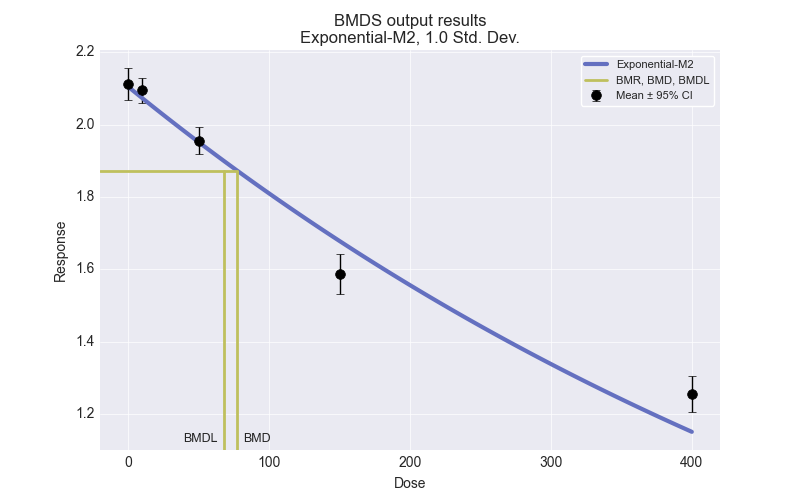 BMDS output results
Exponential-M2, 1.0 Std. Dev.
Exponential-M2
BMR, BMD, BMDL
Mean ± 95% CI
2.2
2.0
1.8
1.6
1.4
1.2
Response
BMDL
BMD
0
100
200
300
400
Dose